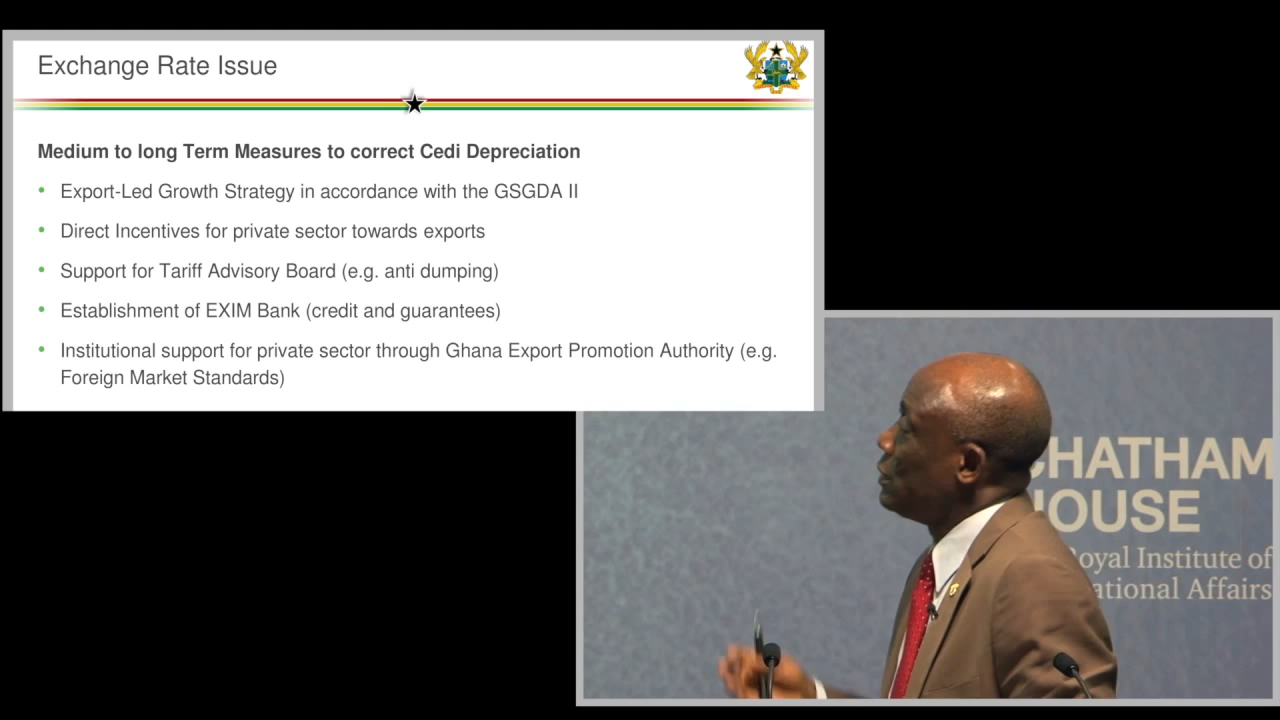 Exchange Rate Issue
Medium to long Term Measures to correct Cedi Depreciation
• Export-Led Growth Strategy in accordance with the GSGDA II
• Direct Incentives for private sector towards exports
• Support for Tariff Advisory Board (e.g. anti dumping)
• Establishment of EXIM Bank (credit and guarantees)
• Institutional support for private sector through Ghana Export Promotion Authority (e.g.
Foreign Market Standards)
CHATHAM
HOUSE
Royal Institute of
ational Affairs